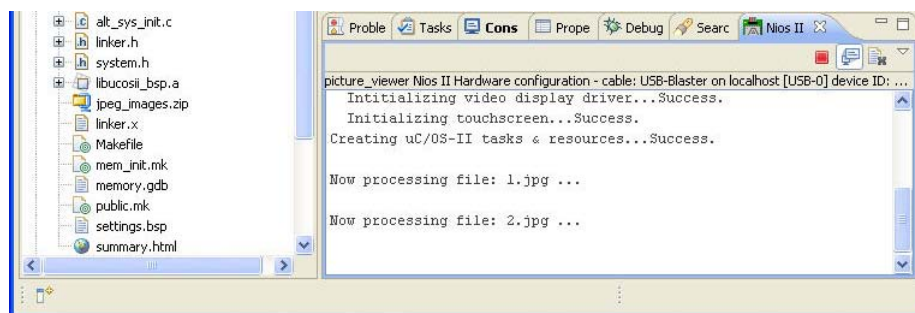 alt_sys_init.c
linker.h
system.h
libucosii_bsp.a
jpeg_images.zip
linker.x
Makefile
mem_init.mk
memory.gdb
public.mk
settings.bsp
summary.html
Proble Tasks Cons Prope Debug Searc Nios II
picture_viewer Nios II Hardware configuration - cable: USB-Blaster on localhost [USB-0] device ID: ...
Intitializing video display driver...Success.
Initializing touchscreen...Success.
Creating uC/OS-II tasks & resources...Success.
Now processing file: 1.jpg ...
Now processing file: 2.jpg ...